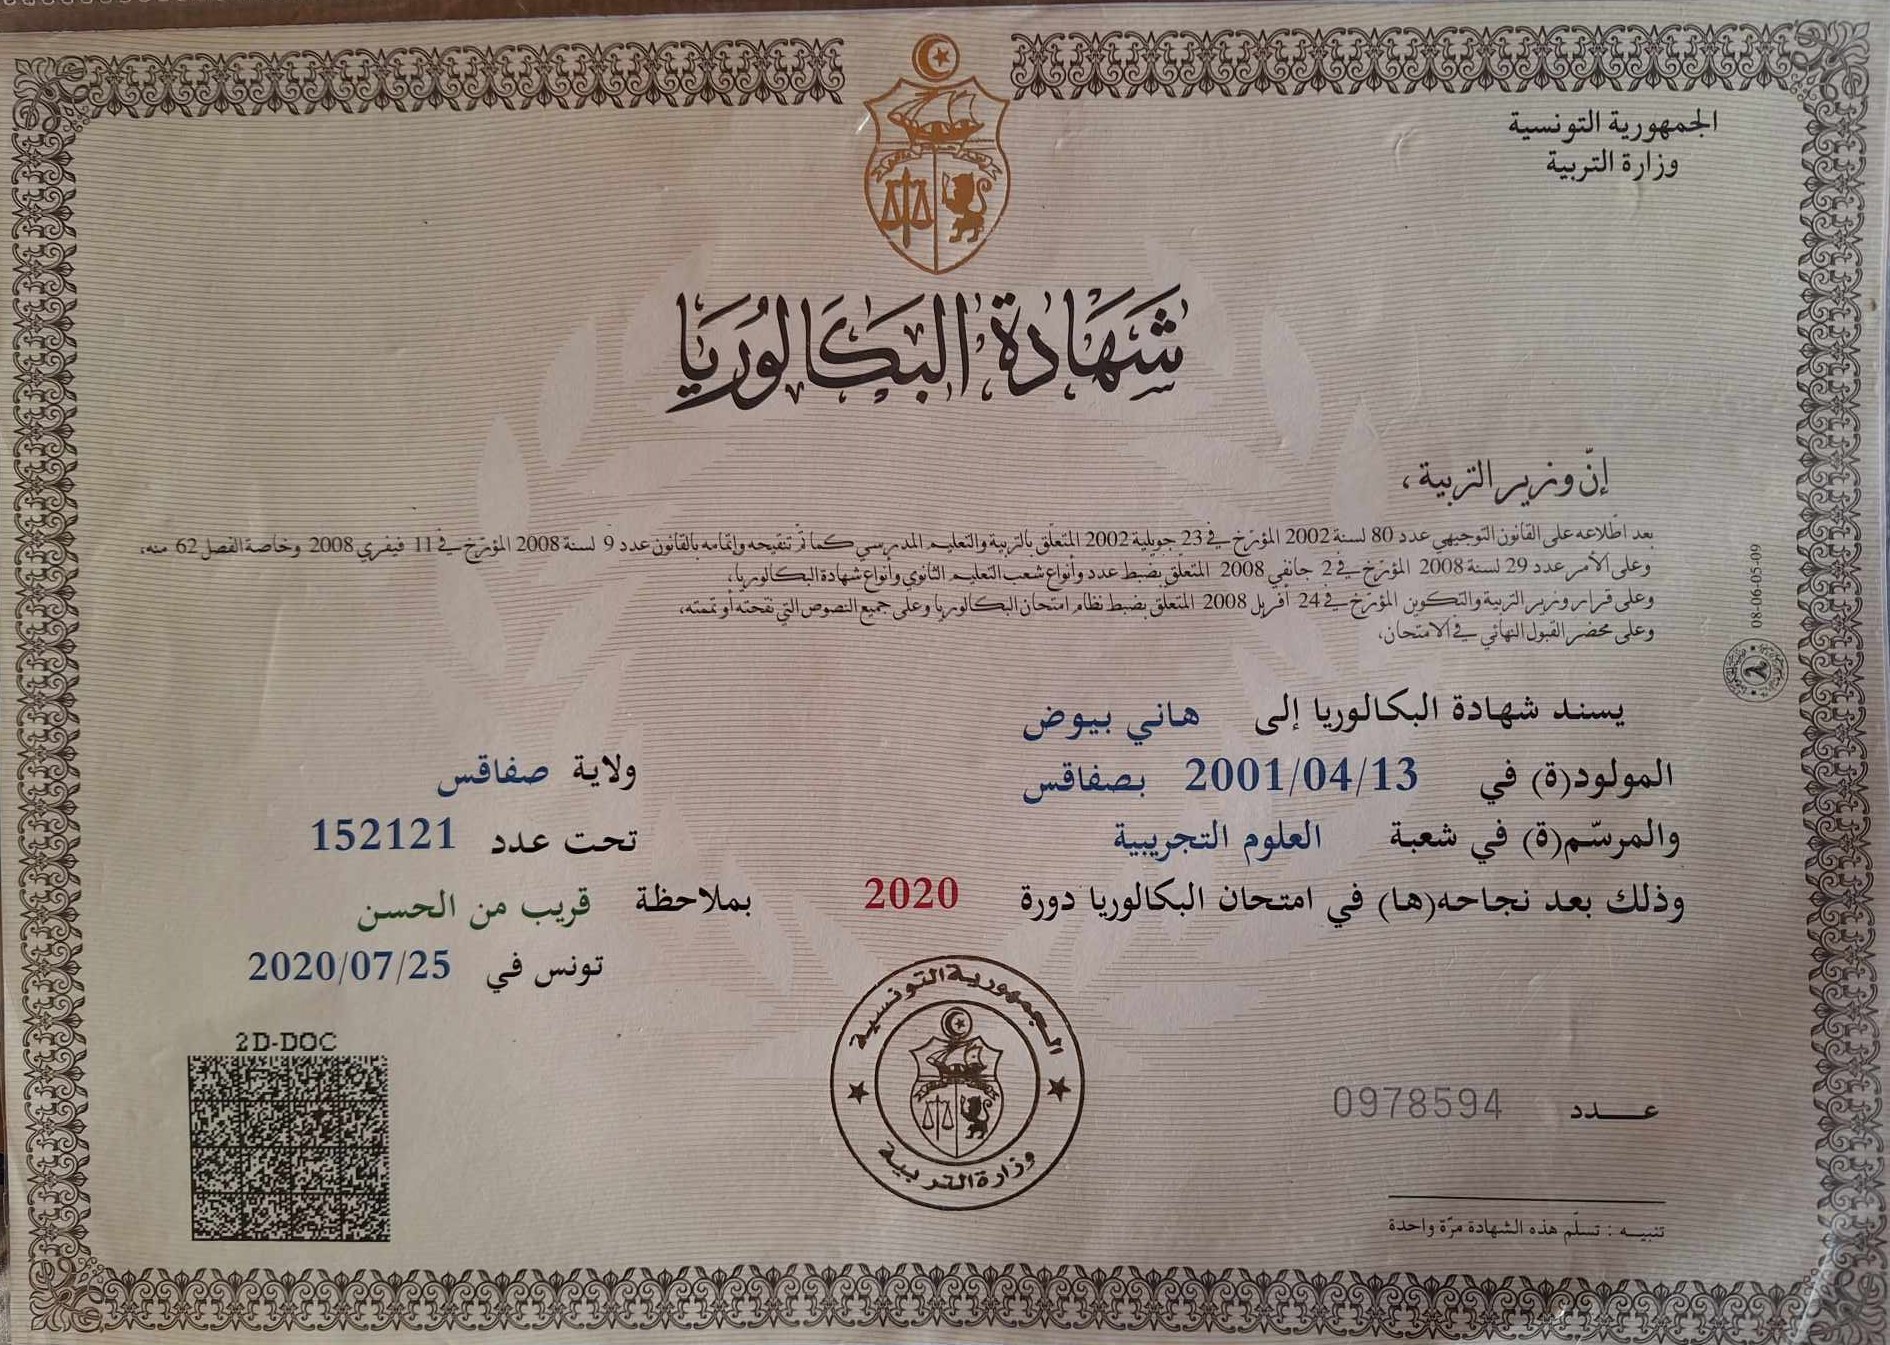 الجمهورية التونسية
وزارة التربية
شهادة البكالوريا
إنّ وزير التربية،
بعد اطّلاعه على القانون التوجيهي عدد 80 لسنة 2002 المؤرّخ في 23 جويلية 2002 المتعلّق بالتربية والتعليم المدرسي كما تمّ تنقيحه وإتمامه بالقانون عدد 9 لسنة 2008 المؤرّخ في 11 فيفري 2008 وخاصة الفصل 62 منه،
وعلى الأمر عدد 29 لسنة 2008 المؤرّخ في 2 جانفي 2008 المتعلق بضبط عدد وأنواع شعب التعليم الثانوي وأنواع شهادة البكالوريا،
وعلى قرار وزير التربية والتكوين المؤرّخ في 24 أفريل 2008 المتعلق بضبط نظام امتحان البكالوريا وعلى جميع النصوص التي نقحته أو تممته،
وعلى محضر القبول النهائي في الامتحان،
08-06-05-09
يسند شهادة البكالوريا إلى هاني بيوض
المولود(ة) في 2001/04/13 بصفاقس ولاية صفاقس
والمرسّم(ة) في شعبة العلوم التجريبية تحت عدد 152121
وذلك بعد نجاحه(ها) في امتحان البكالوريا دورة 2020 بملاحظة قريب من الحسن
تونس في 2020/07/25
2D-DOC
الجمهورية التونسية
وزارة التربية
عدد 0978594
تنبيه : تسلّم هذه الشهادة مرّة واحدة